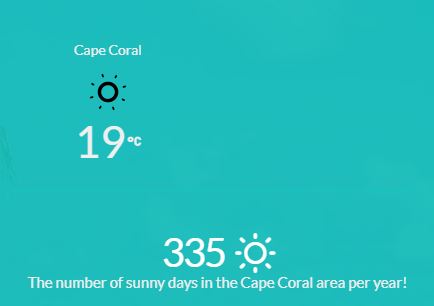 Cape Coral
19°C
335
The number of sunny days in the Cape Coral area per year!